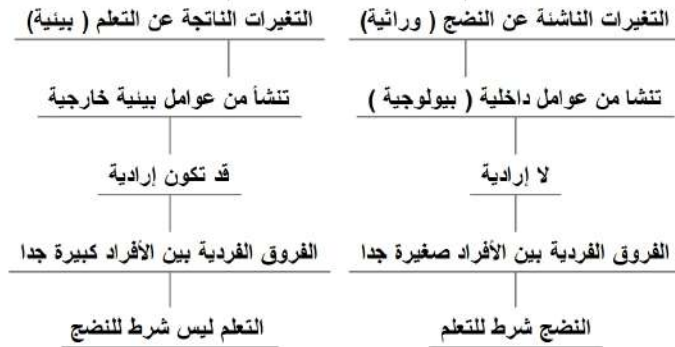 التغيرات الناشئة عن النضج ( وراثية)
التغيرات الناتجة عن التعلم ( بيئية)
تنشا من عوامل داخلية ( بيولوجية )
تنشأ من عوامل بيئية خارجية
لا إرادية
قد تكون إرادية
الفروق الفردية بين الأفراد صغيرة جدا
الفروق الفردية بين الأفراد كبيرة جدا
النضج شرط للتعلم
التعلم ليس شرط للنضج